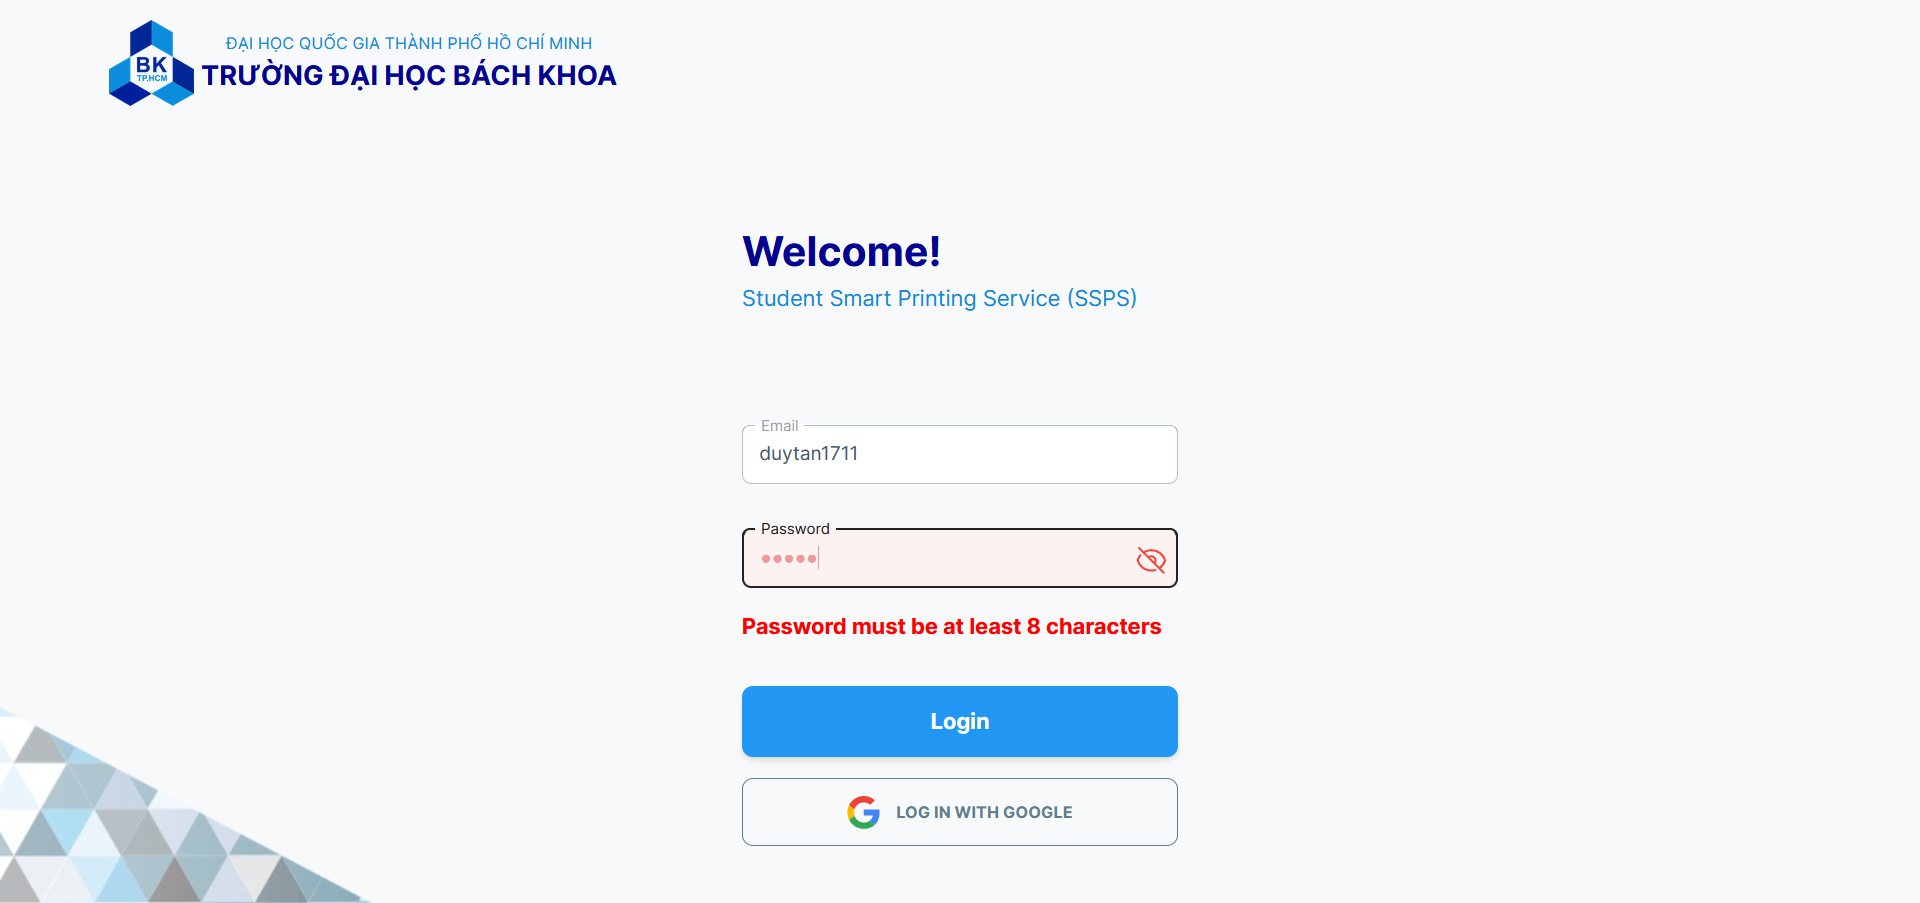 BK
TP.HCM
ĐẠI HỌC QUỐC GIA THÀNH PHỐ HỒ CHÍ MINH
TRƯỜNG ĐẠI HỌC BÁCH KHOA
Welcome!
Student Smart Printing Service (SSPS)
Email
duytan1711
Password
•••••
Password must be at least 8 characters
Login
LOG IN WITH GOOGLE